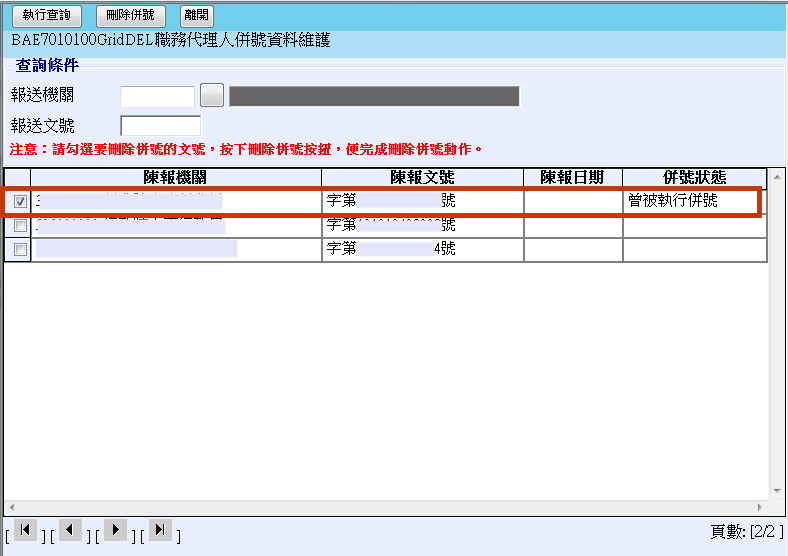 執行查詢 刪除併號 離開
BAE7010100GridDEL職務代理人併號資料維護
查詢條件
報送機關
報送文號
注意：請勾選要刪除併號的文號，按下刪除併號按鈕，便完成刪除併號動作。
陳報機關 陳報文號 陳報日期 併號狀態
字第 號 曾被執行併號
字第 號
字第 4號
[ ] [ ] [ ] [ ] 頁數: [2/2 ]